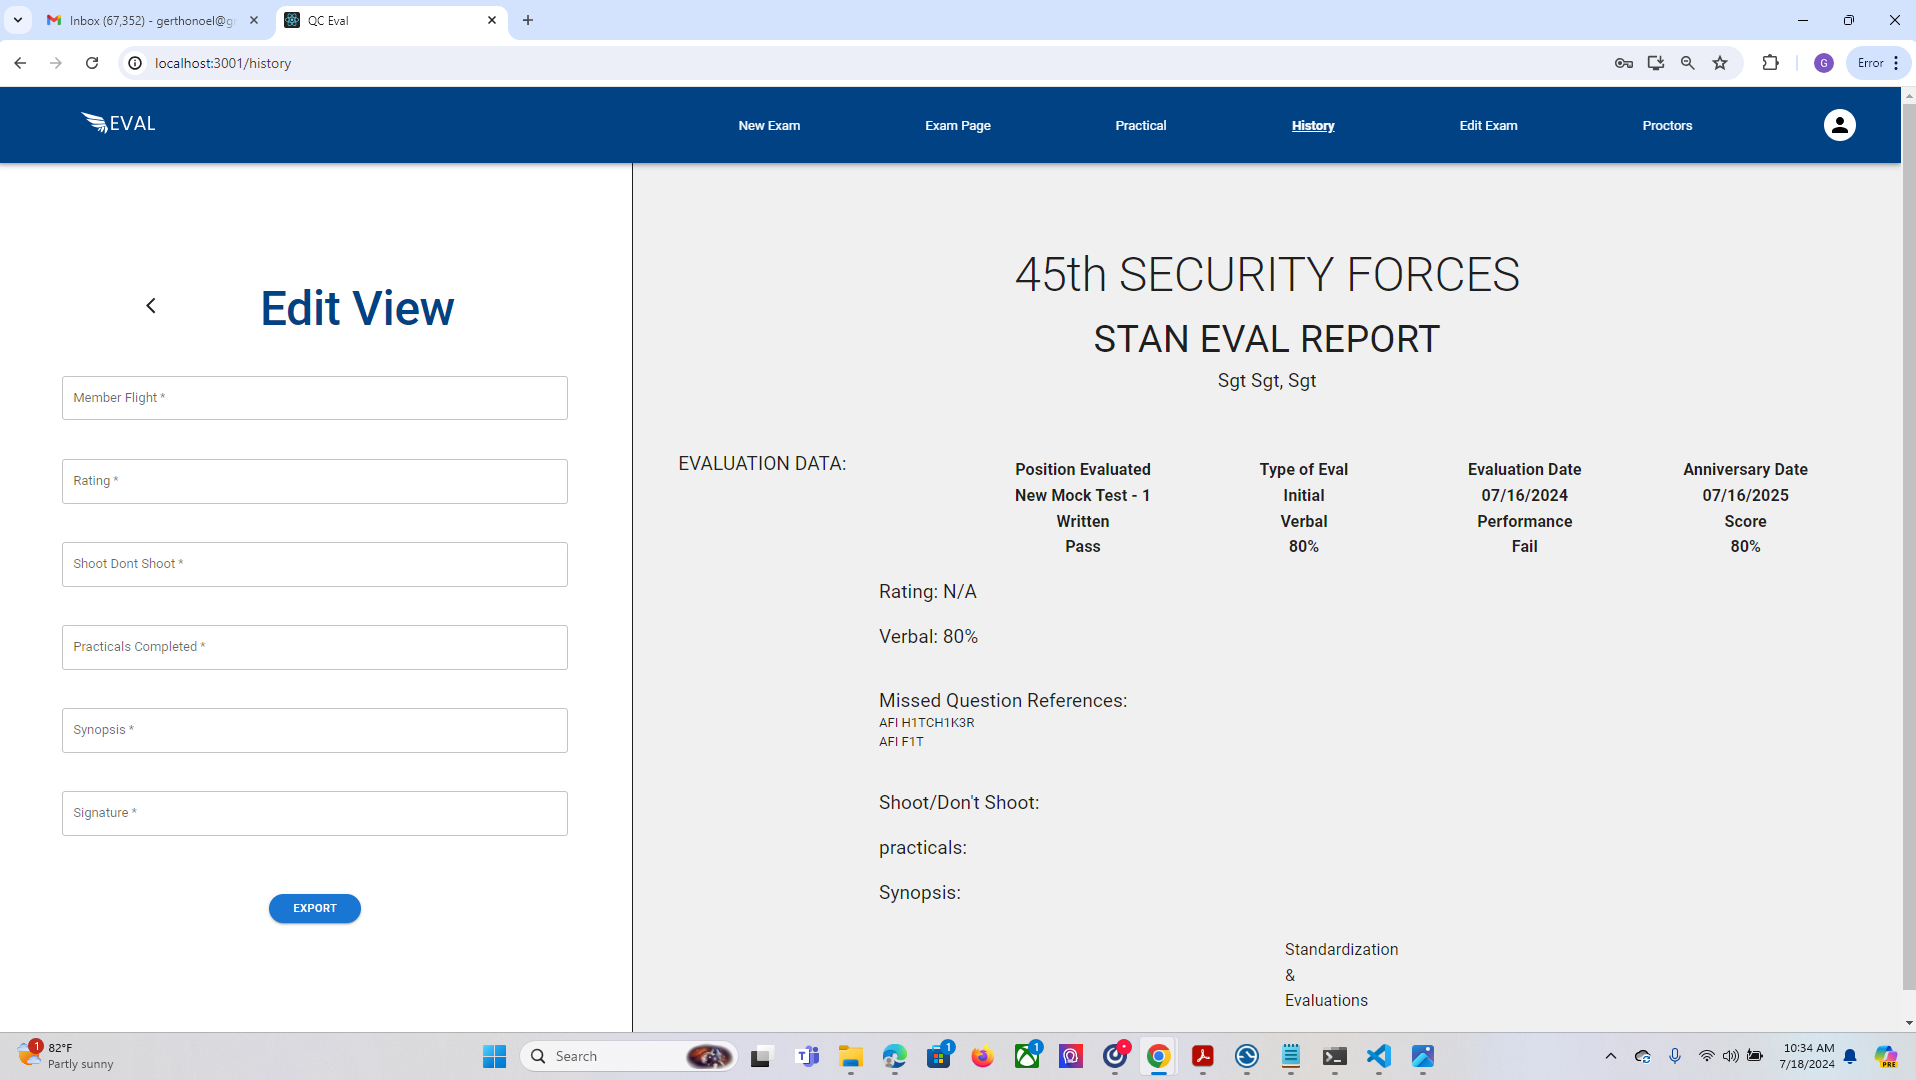 Inbox (67,352) - gerthonoel@g
QC Eval
localhost:3001/history
G
Error
EVAL
New Exam
Exam Page
Practical
History
Edit Exam
Proctors
Edit View
Member Flight *
Rating *
Shoot Dont Shoot *
Practicals Completed *
Synopsis *
Signature *
EXPORT
45th SECURITY FORCES
STAN EVAL REPORT
Sgt Sgt, Sgt
EVALUATION DATA:
Position Evaluated Type of Eval Evaluation Date Anniversary Date
New Mock Test - 1 Initial 07/16/2024 07/16/2025
Written Verbal Performance Score
Pass 80% Fail 80%
Rating: N/A
Verbal: 80%
Missed Question References:
AFI H1TCH1K3R
AFI F1T
Shoot/Don't Shoot:
practicals:
Synopsis:
Standardization
&
Evaluations
1
82°F
Partly sunny
Search
1
1
10:34 AM
7/18/2024
PRE